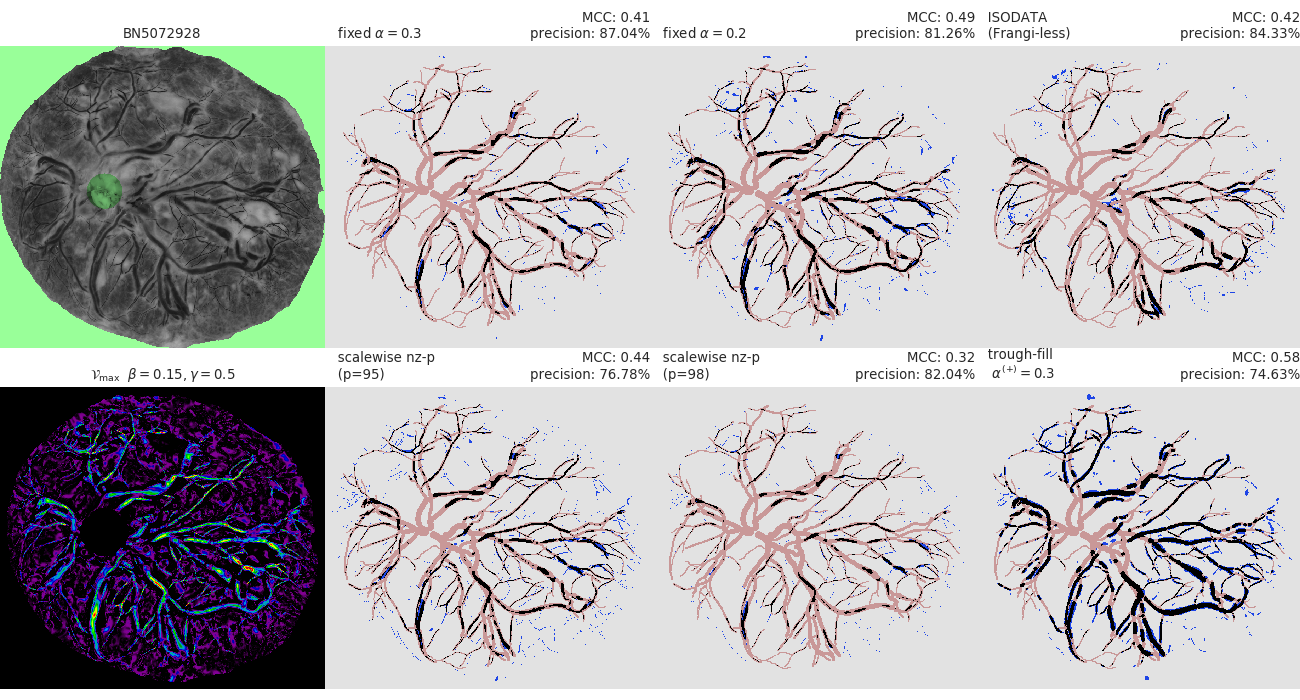 BN5072928
fixed α = 0.3
MCC: 0.41
precision: 87.04%
fixed α = 0.2
MCC: 0.49
precision: 81.26%
ISODATA
(Frangi-less)
MCC: 0.42
precision: 84.33%
𝒱max β = 0.15, γ = 0.5
scalewise nz-p
(p=95)
MCC: 0.44
precision: 76.78%
scalewise nz-p
(p=98)
MCC: 0.32
precision: 82.04%
trough-fill
α(+) = 0.3
MCC: 0.58
precision: 74.63%